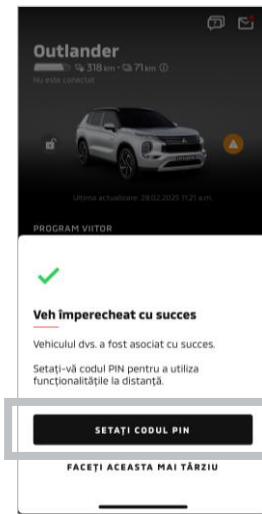 Outlander
318 km • 71 km
Nu este conectat
Ultima actualizare: 28.02.2025 11:21 a.m.
PROGRAM VIITOR
Veh împerecheat cu succes
Vehiculul dvs. a fost asociat cu succes.
Setați-vă codul PIN pentru a utiliza
funcționalitățile la distanță.
SETAȚI CODUL PIN
FACEȚI ACEASTA MAI TÂRZIU